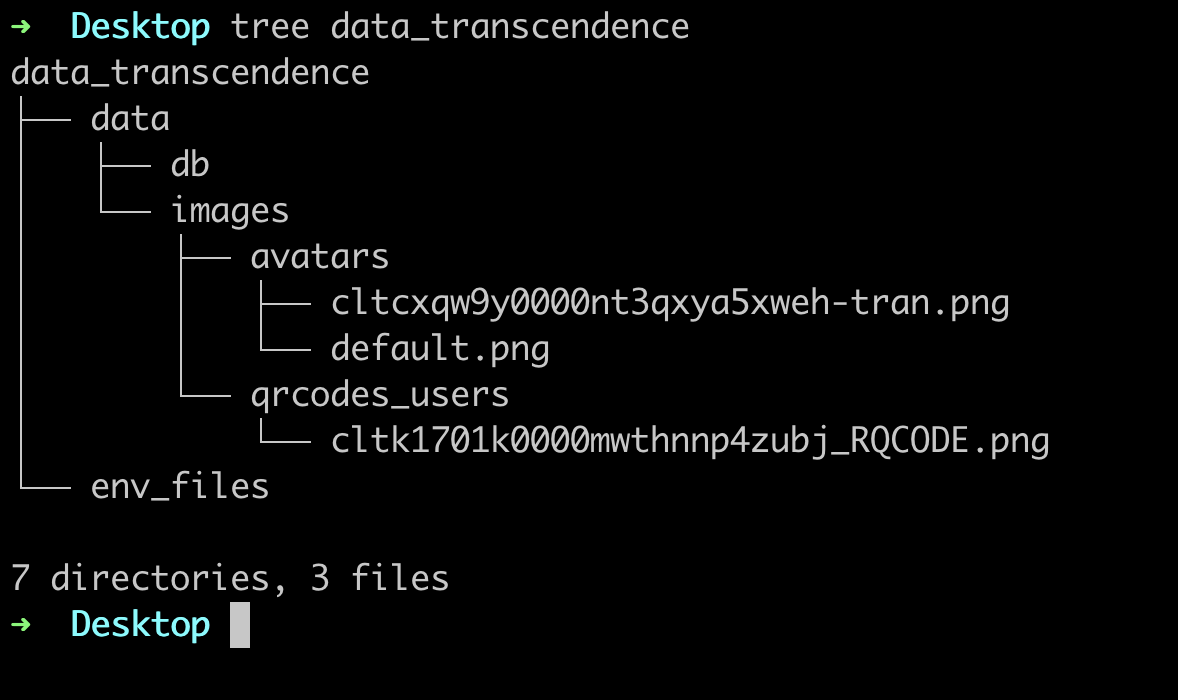 ➜  Desktop tree data_transcendence
data_transcendence
├── data
│   ├── db
│   └── images
│       ├── avatars
│       │   ├── cltcxqw9y0000nt3qxya5xweh-tran.png
│       │   └── default.png
│       └── qrcodes_users
│           └── cltk1701k0000mwthnnp4zubj_RQCODE.png
└── env_files

7 directories, 3 files
➜  Desktop